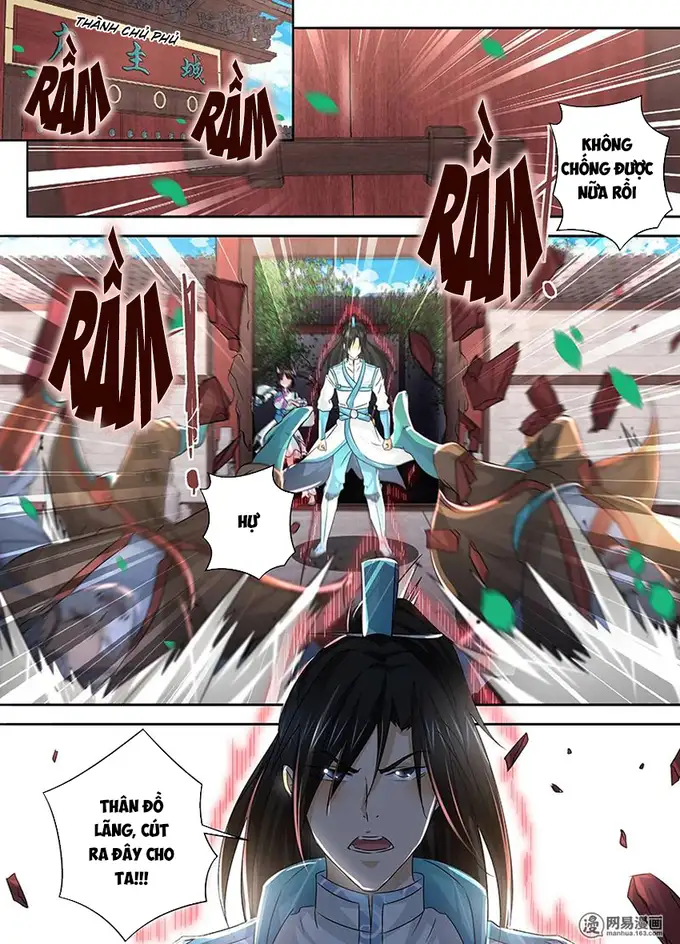 THÀNH CHỦ PHỦ
主城
RẦM
RẦM
KHÔNG
CHỐNG ĐƯỢC
NỮA RỒI
RẦM
RẦM
HỰ
THÂN ĐỒ
LÃNG, CÚT
RA ĐÂY CHO
TA!!!
网易漫画
manhua.163.com